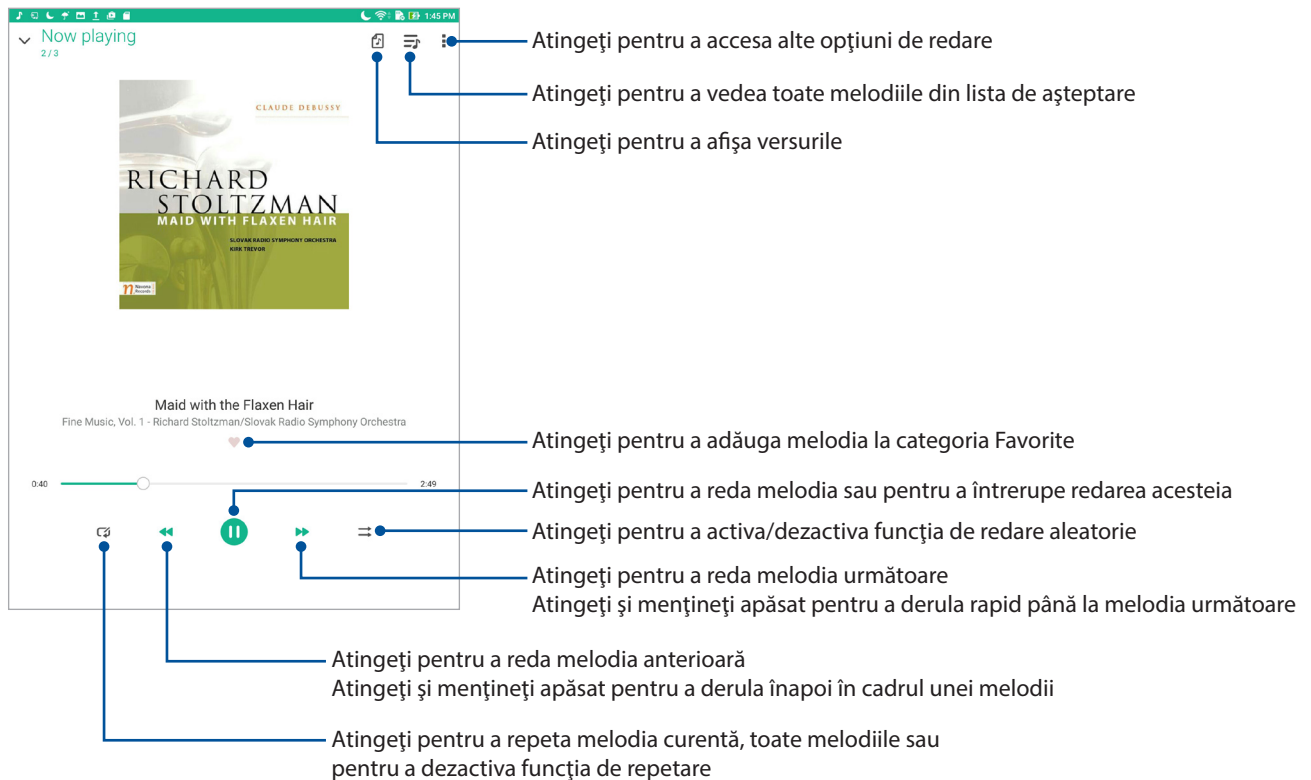 1:45 PM
Now playing
2 / 3
Atingeţi pentru a accesa alte opţiuni de redare
Atingeţi pentru a vedea toate melodiile din lista de aşteptare
Atingeţi pentru a afişa versurile
CLAUDE DEBUSSY
RICHARD
STOLTZMAN
MAID WITH FLAXEN HAIR
SLOVAK RADIO SYMPHONY ORCHESTRA
KIRK TREVOR
n Navona
Records
Maid with the Flaxen Hair
Fine Music, Vol. 1 - Richard Stoltzman/Slovak Radio Symphony Orchestra
Atingeţi pentru a adăuga melodia la categoria Favorite
0:40
2:49
Atingeţi pentru a reda melodia sau pentru a întrerupe redarea acesteia
Atingeţi pentru a activa/dezactiva funcţia de redare aleatorie
Atingeţi pentru a reda melodia următoare
Atingeţi şi menţineţi apăsat pentru a derula rapid până la melodia următoare
Atingeţi pentru a reda melodia anterioară
Atingeţi şi menţineţi apăsat pentru a derula înapoi în cadrul unei melodii
Atingeţi pentru a repeta melodia curentă, toate melodiile sau
pentru a dezactiva funcţia de repetare